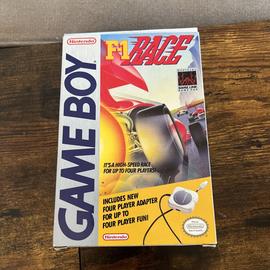 Nintendo
F-1 RACE
GAME BOY
IT'S A HIGH-SPEED RACE
FOR UP TO FOUR PLAYERS!
INCLUDES NEW
FOUR PLAYER ADAPTER
FOR UP TO
FOUR PLAYER FUN!
Nintendo